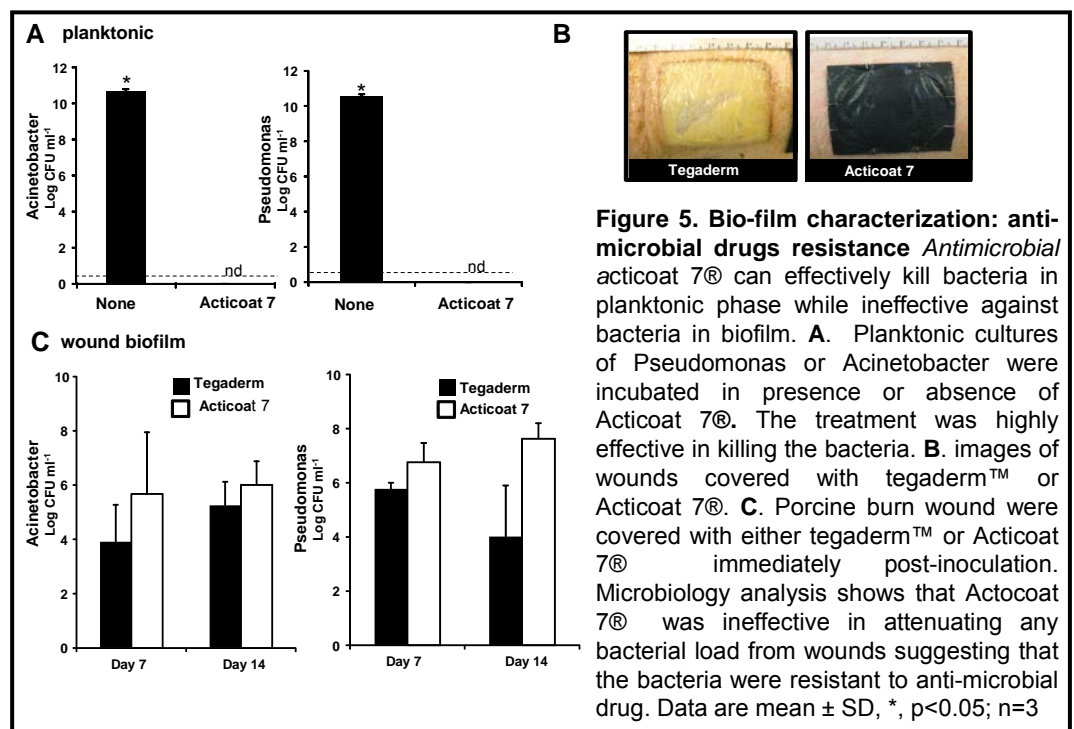 A planktonic
Acinetobacter
Log CFU ml-1
12
10
8
6
4
2
0
*
nd
None
Acticoat 7
Pseudomonas
Log CFU ml-1
12
10
8
6
4
2
0
*
nd
None
Acticoat 7
B
Tegaderm
Acticoat 7
C wound biofilm
Acinetobacter
Log CFU ml-1
10
8
6
4
2
0
Tegaderm
Acticoat 7
Day 7
Day 14
Pseudomonas
Log CFU ml-1
10
8
6
4
2
0
Tegaderm
Acticoat 7
Day 7
Day 14
Figure 5. Bio-film characterization: anti-
microbial drugs resistance Antimicrobial
acticoat 7® can effectively kill bacteria in
planktonic phase while ineffective against
bacteria in biofilm. A. Planktonic cultures
of Pseudomonas or Acinetobacter were
incubated in presence or absence of
Acticoat 7®. The treatment was highly
effective in killing the bacteria. B. images of
wounds covered with tegaderm™ or
Acticoat 7®. C. Porcine burn wound were
covered with either tegaderm™ or Acticoat
7® immediately post-inoculation.
Microbiology analysis shows that Actocoat
7® was ineffective in attenuating any
bacterial load from wounds suggesting that
the bacteria were resistant to anti-microbial
drug. Data are mean ± SD, *, p<0.05; n=3